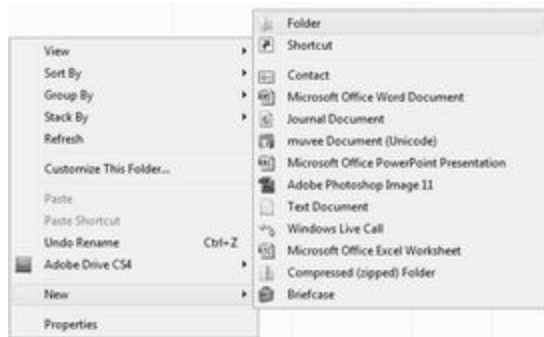 View
Sort By
Group By
Stack By
Refresh
Customize This Folder...
Paste
Paste Shortcut
Undo Rename Ctrl+Z
Adobe Drive CS4
New
Properties
Folder
Shortcut
Contact
Microsoft Office Word Document
Journal Document
muvee Document (Unicode)
Microsoft Office PowerPoint Presentation
Adobe Photoshop Image 11
Text Document
Windows Live Call
Microsoft Office Excel Worksheet
Compressed (zipped) Folder
Briefcase